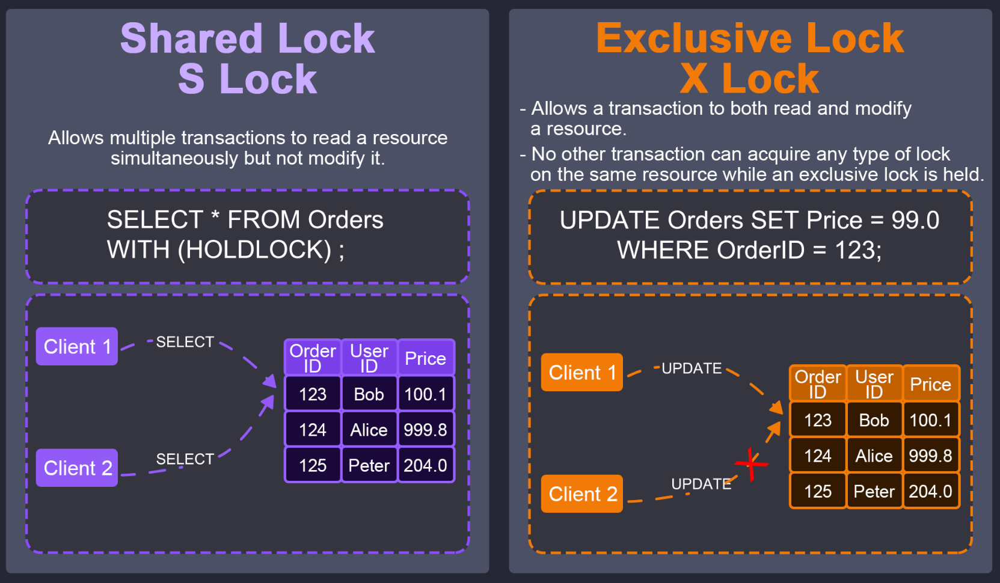 Shared Lock
S Lock
Allows multiple transactions to read a resource
simultaneously but not modify it.
SELECT * FROM Orders
WITH (HOLDLOCK) ;
Client 1
SELECT
Client 2
SELECT
Order ID
User ID
Price
123 Bob 100.1
124 Alice 999.8
125 Peter 204.0
Exclusive Lock
X Lock
- Allows a transaction to both read and modify
a resource.
- No other transaction can acquire any type of lock
on the same resource while an exclusive lock is held.
UPDATE Orders SET Price = 99.0
WHERE OrderID = 123;
Client 1
UPDATE
Client 2
UPDATE
Order ID
User ID
Price
123 Bob 100.1
124 Alice 999.8
125 Peter 204.0